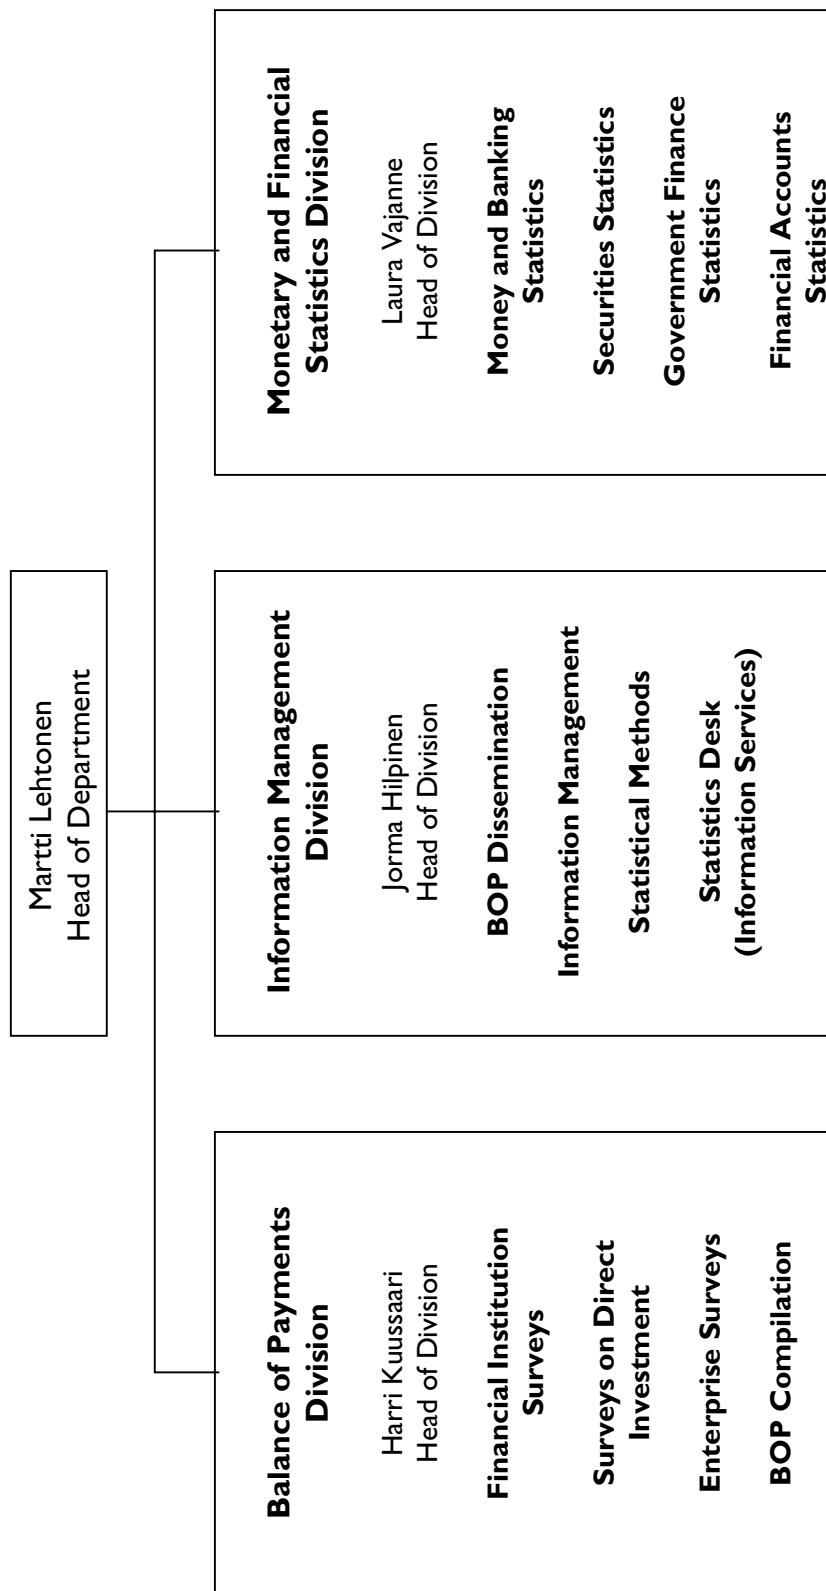 Martti Lehtonen
Head of Department
Balance of Payments
Division
Harri Kuussaari
Head of Division
Financial Institution
Surveys
Surveys on Direct
Investment
Enterprise Surveys
BOP Compilation
Information Management
Division
Jorma Hilpinen
Head of Division
BOP Dissemination
Information Management
Statistical Methods
Statistics Desk
(Information Services)
Monetary and Financial
Statistics Division
Laura Vajanne
Head of Division
Money and Banking
Statistics
Securities Statistics
Government Finance
Statistics
Financial Accounts
Statistics